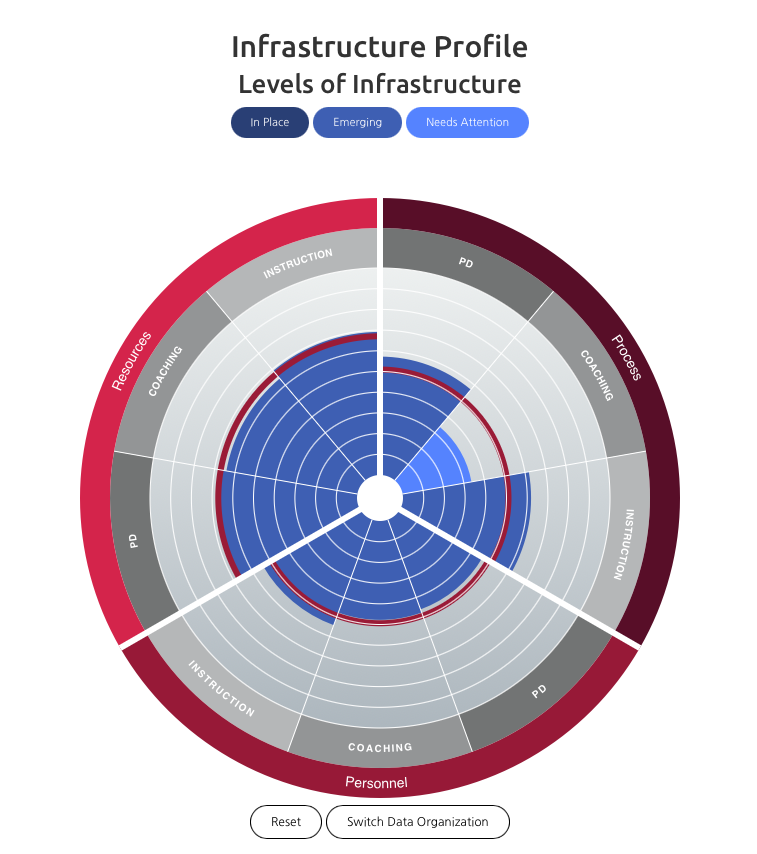 Infrastructure Profile
Levels of Infrastructure
In Place
Emerging
Needs Attention
INSTRUCTION
PD
Resources
COACHING
COACHING
Process
PD
INSTRUCTION
INSTRUCTION
PD
COACHING
Personnel
Reset
Switch Data Organization